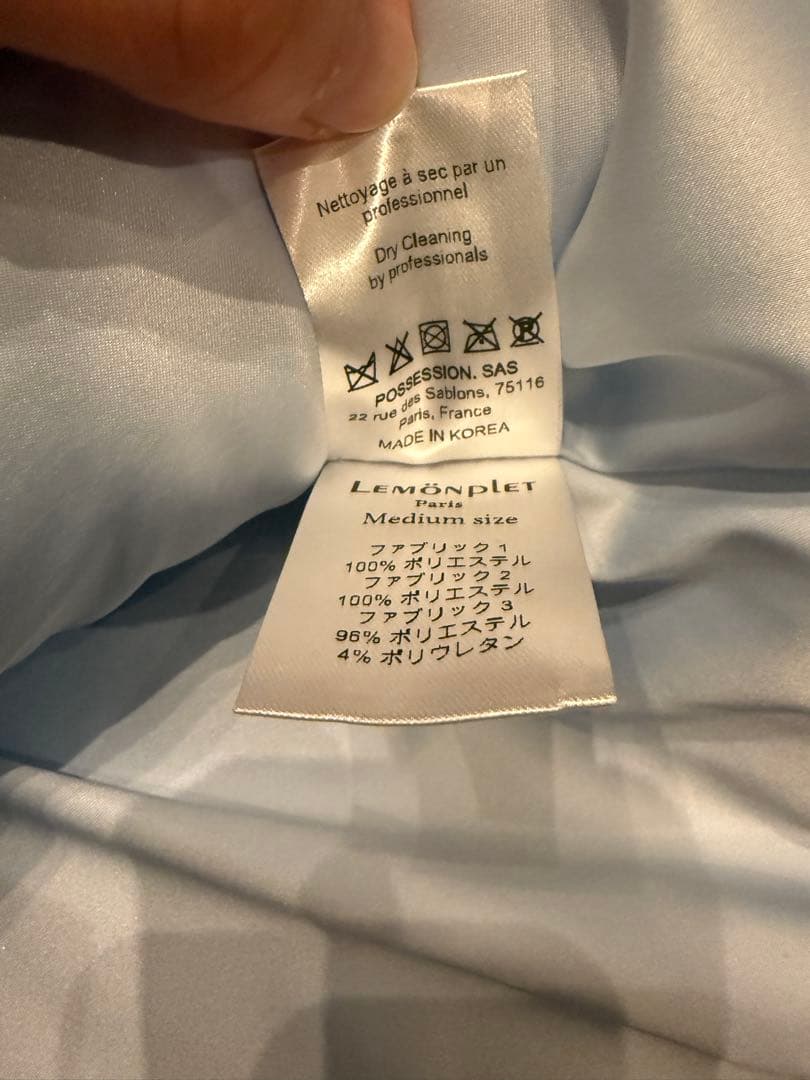 Nettoyage à sec par un
professionnel
Dry Cleaning
by professionals
POSSESSION. SAS
22 rue des Sablons, 75116
Paris, France
MADE IN KOREA
LEMÖNPLET
Paris
Medium size
ファブリック 1
100% ポリエステル
ファブリック 2
100% ポリエステル
ファブリック 3
96% ポリエステル
4% ポリウレタン